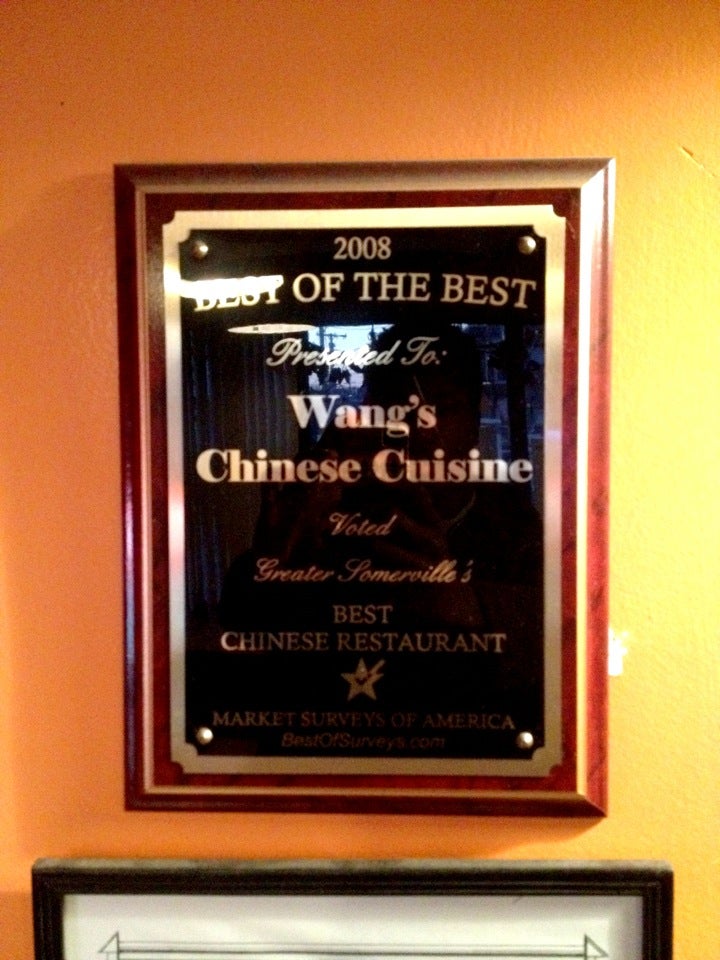 2008
BEST OF THE BEST
Presented To:
Wang's
Chinese Cuisine
Voted
Greater Somerville's
BEST
CHINESE RESTAURANT
MARKET SURVEYS OF AMERICA
BestOfSurveys.com